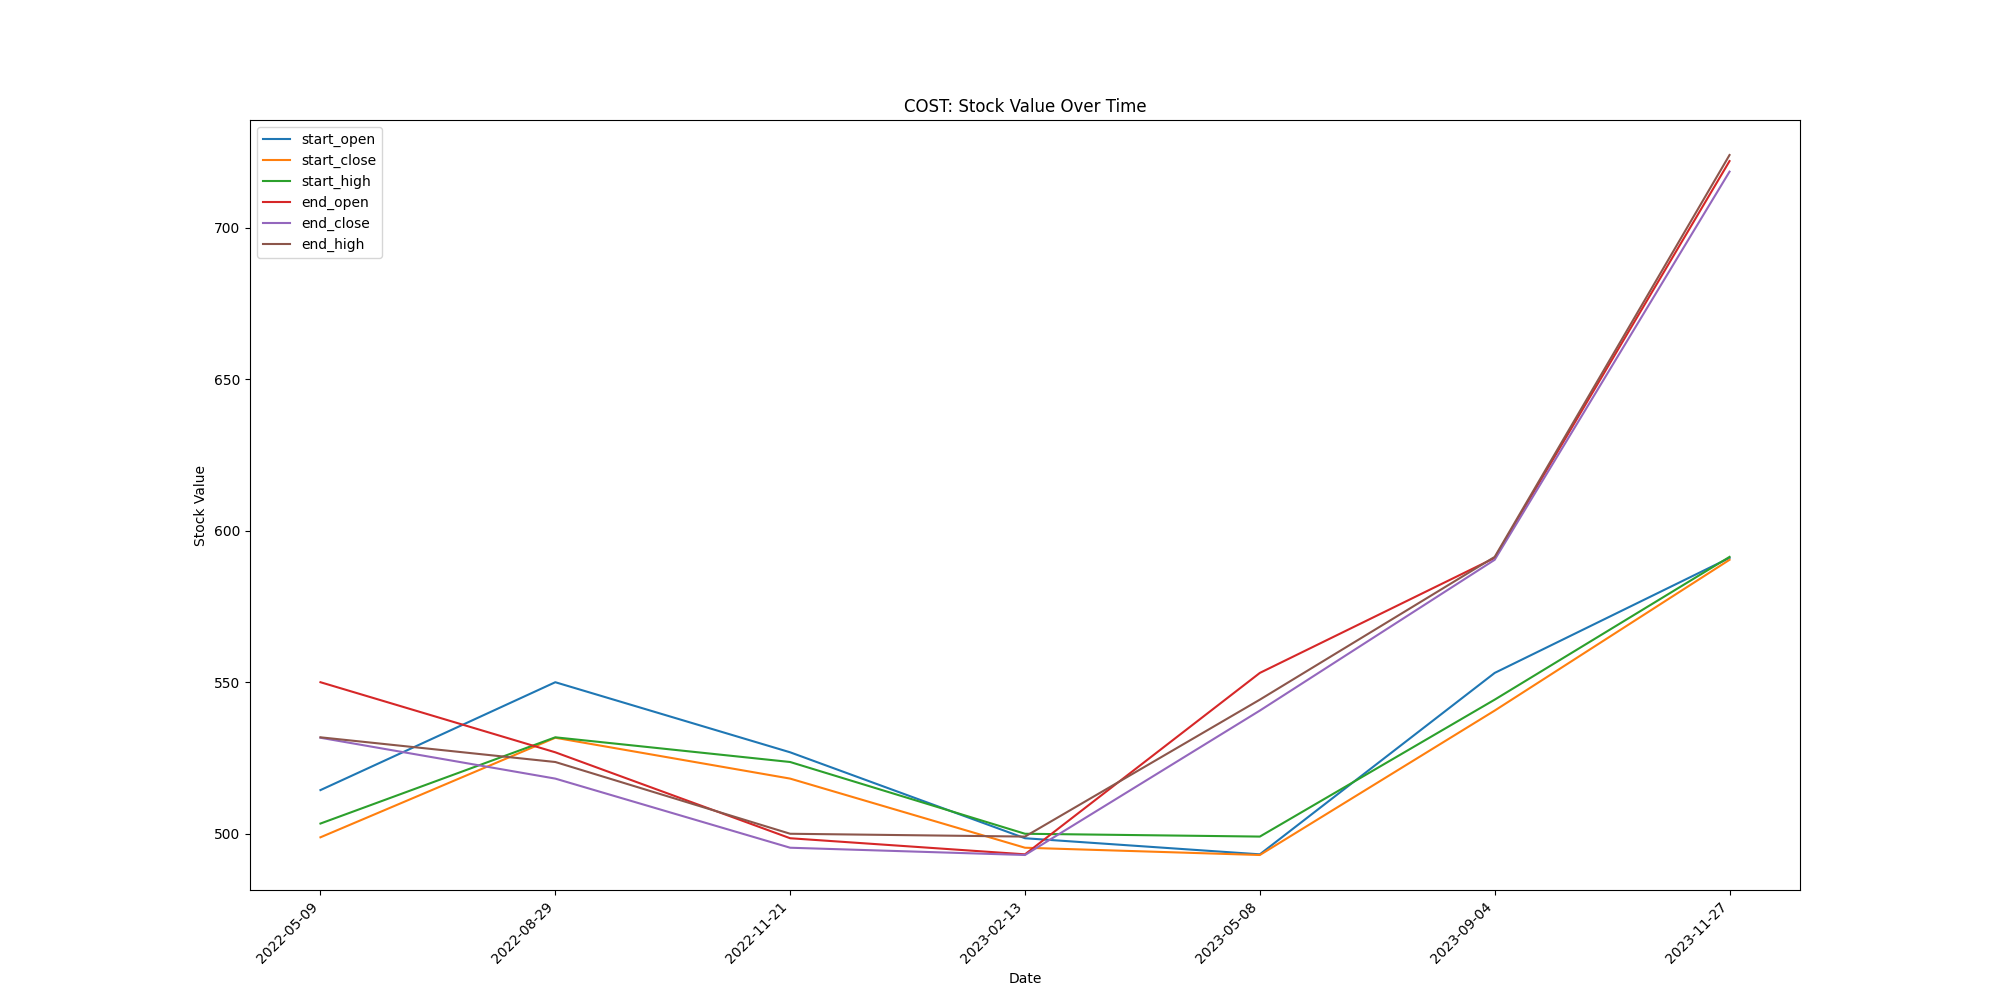 COST: Stock Value Over Time
start_open
start_close
start_high
end_open
end_close
end_high
700
650
600
550
500
Stock Value
2022-05-09
2022-08-29
2022-11-21
2023-02-13
2023-05-08
2023-09-04
2023-11-27
Date